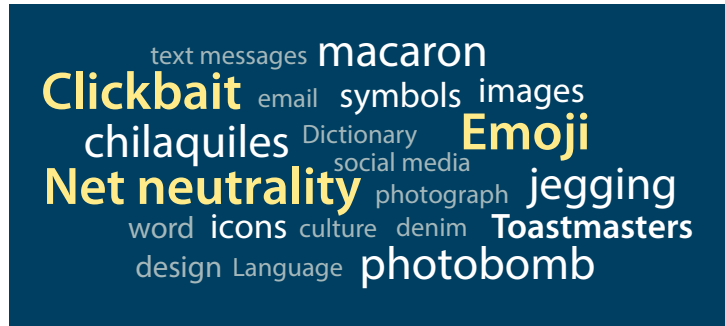 text messages macaron
Clickbait email symbols images
chilaquiles Dictionary Emoji
social media
Net neutrality photograph jegging
word icons culture denim Toastmasters
design Language photobomb